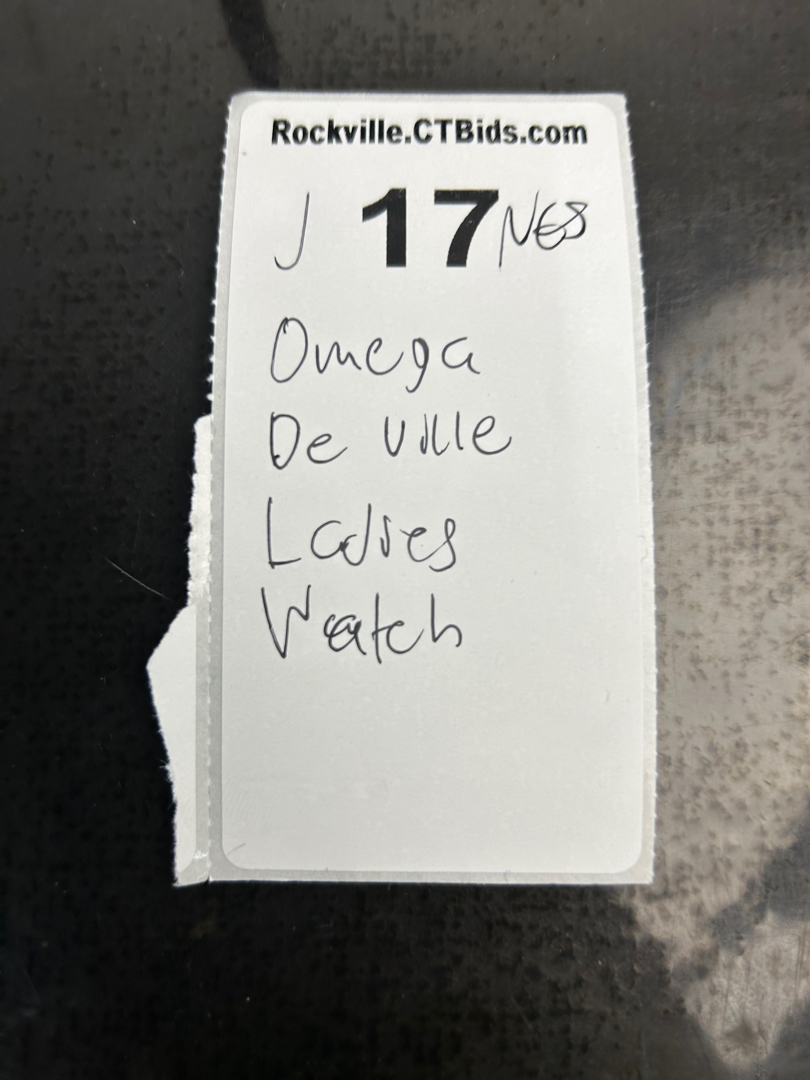 Rockville.CTBids.com
J 17 NES
Omega
De Ville
Ladies
Watch